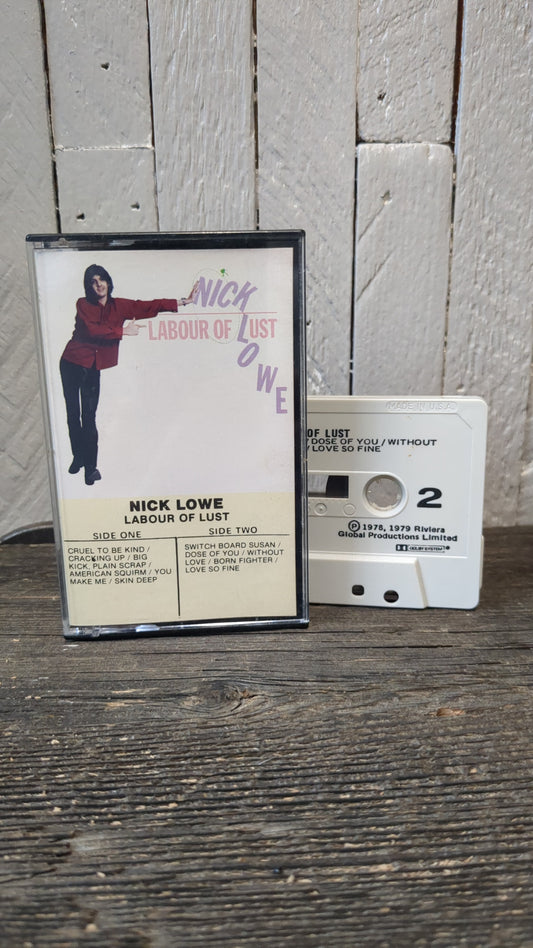 NICK
LOWE
LABOUR OF LUST
NICK LOWE
LABOUR OF LUST
SIDE ONE
CRUEL TO BE KIND /
CRACKING UP / BIG
KICK, PLAIN SCRAP /
AMERICAN SQUIRM / YOU
MAKE ME / SKIN DEEP
SIDE TWO
SWITCH BOARD SUSAN /
DOSE OF YOU / WITHOUT
LOVE / BORN FIGHTER /
LOVE SO FINE
MADE IN U.S.A.
OF LUST
/ DOSE OF YOU / WITHOUT
/ LOVE SO FINE
2
Ⓟ 1978, 1979 Riviera
Global Productions Limited
DOLBY SYSTEM